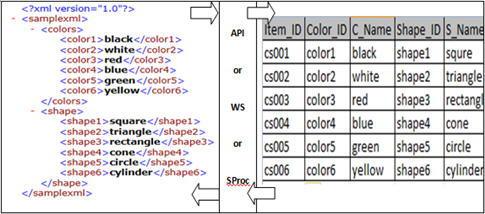 <?xml version="1.0"?>
- <samplexml>
- <colors>
<color1>black</color1>
<color2>white</color2>
<color3>red</color3>
<color4>blue</color4>
<color5>green</color5>
<color6>yellow</color6>
</colors>
- <shape>
<shape1>square</shape1>
<shape2>triangle</shape2>
<shape3>rectangle</shape3>
<shape4>cone</shape4>
<shape5>circle</shape5>
<shape6>cylinder</shape6>
</shape>
</samplexml>
API
or
WS
or
SProc
Item_ID Color_ID C_Name Shape_ID S_Name
cs001 color1 black shape1 squre
cs002 color2 white shape2 triangle
cs003 color3 red shape3 rectangl
cs004 color4 blue shape4 cone
cs005 color5 green shape5 circle
cs006 color6 yellow shape6 cylinder